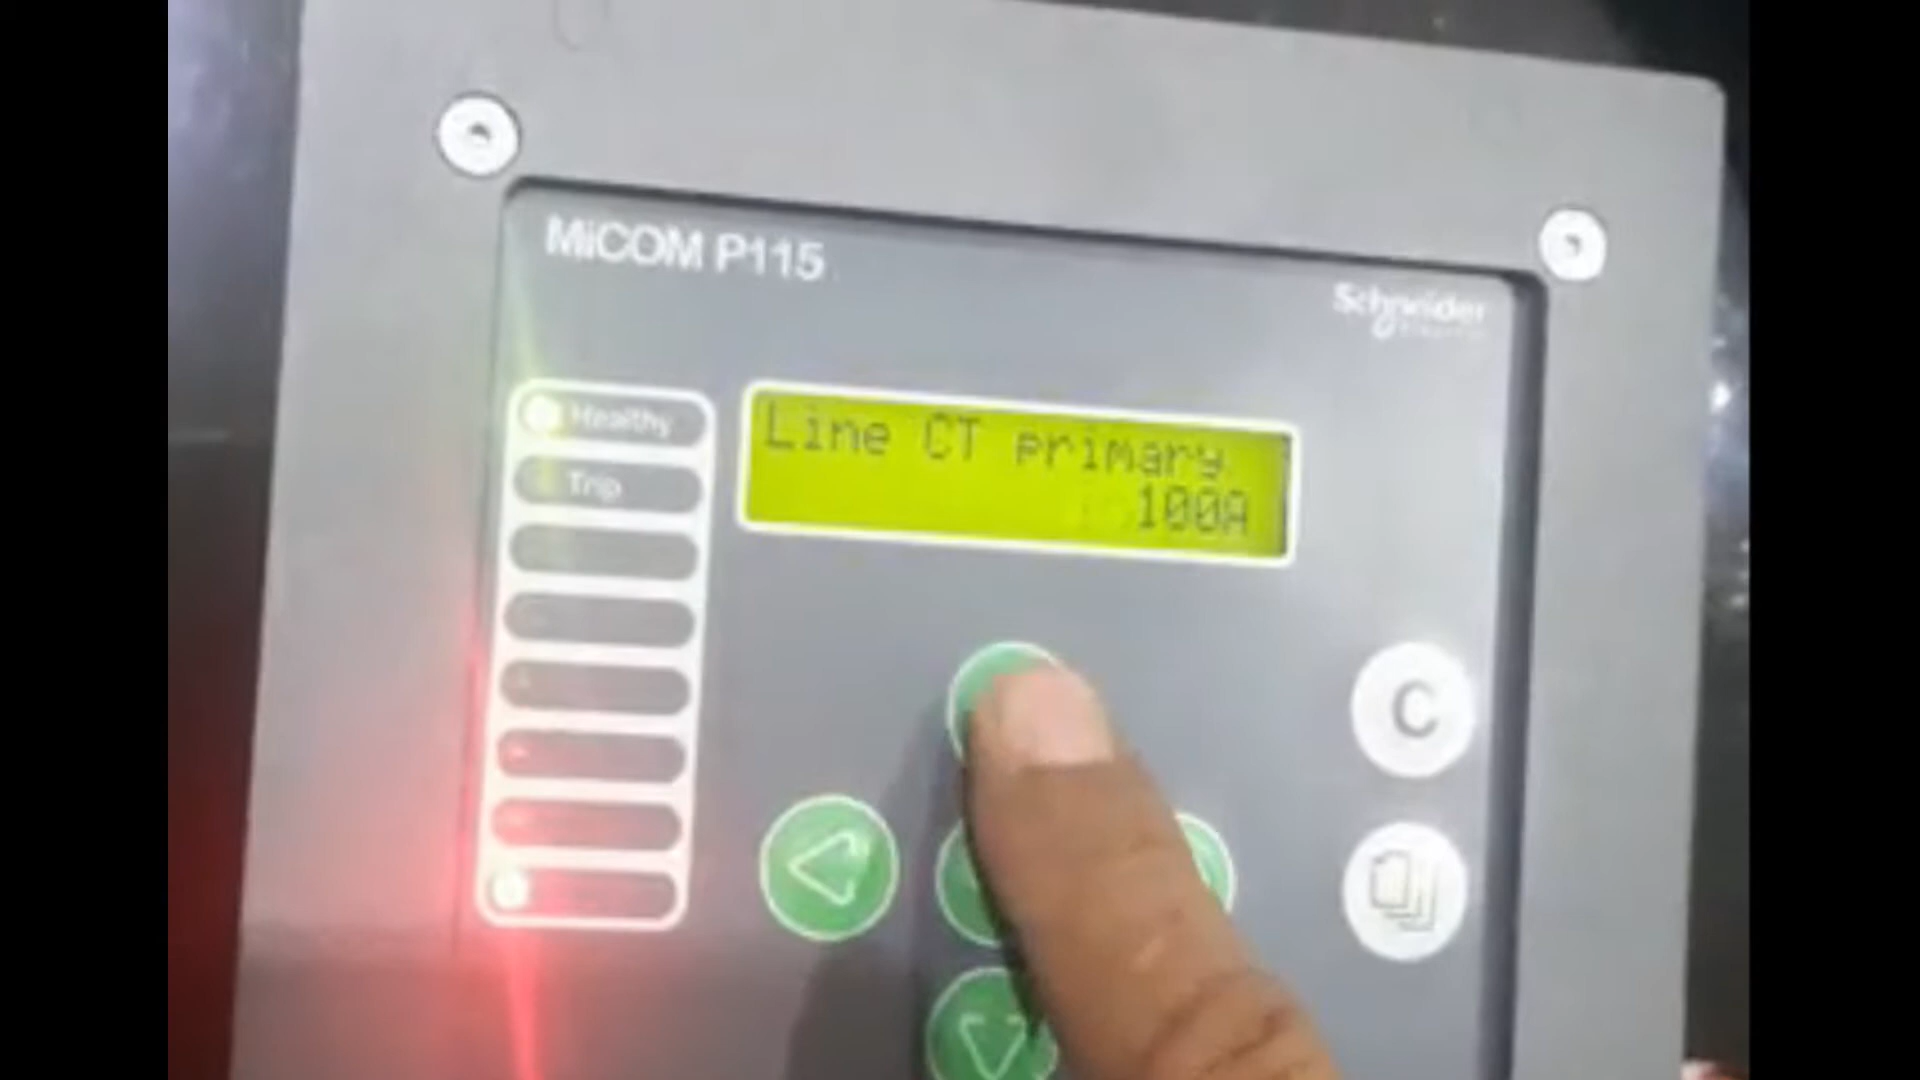 MiCOM P115
Schneider
Healthy
Trip
Line CT primary
100A
C